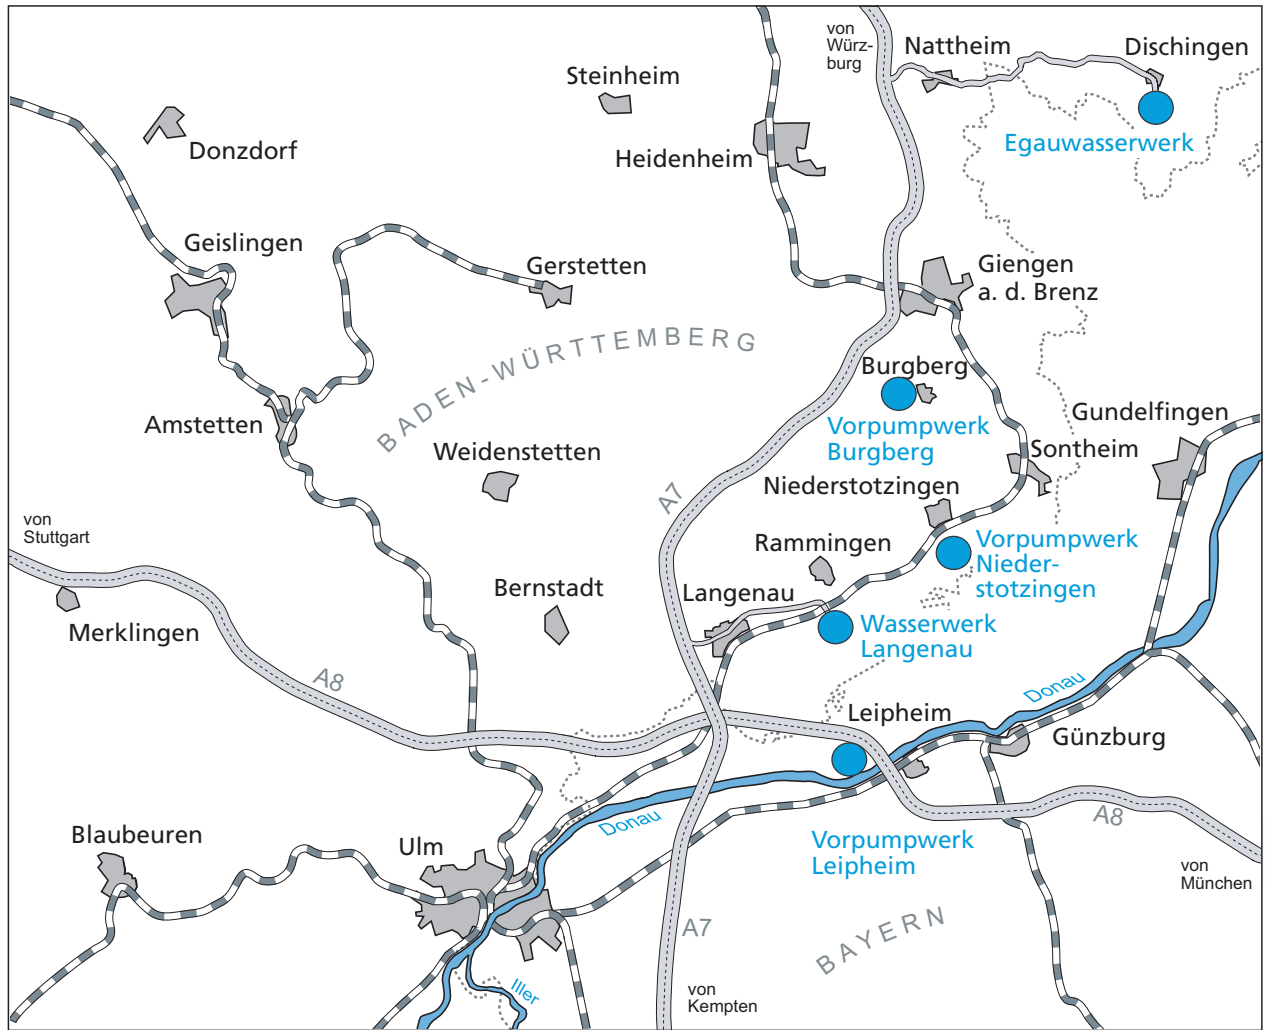 von
Würz-
burg
Nattheim
Dischingen
Steinheim
Egauwasserwerk
Donzdorf
Heidenheim
Geislingen
Gerstetten
Giengen
a. d. Brenz
BADEN-WÜRTTEMBERG
Burgberg
Vorpumpwerk
Burgberg
Gundelfingen
Amstetten
Weidenstetten
Sontheim
Niederstotzingen
A7
von
Stuttgart
Rammingen
Vorpumpwerk
Nieder-
stotzingen
Bernstadt
Langenau
Merklingen
Wasserwerk
Langenau
A8
Donau
Leipheim
Günzburg
Donau
A8
Blaubeuren
Ulm
Vorpumpwerk
Leipheim
von
München
A7
BAYERN
Iller
von
Kempten